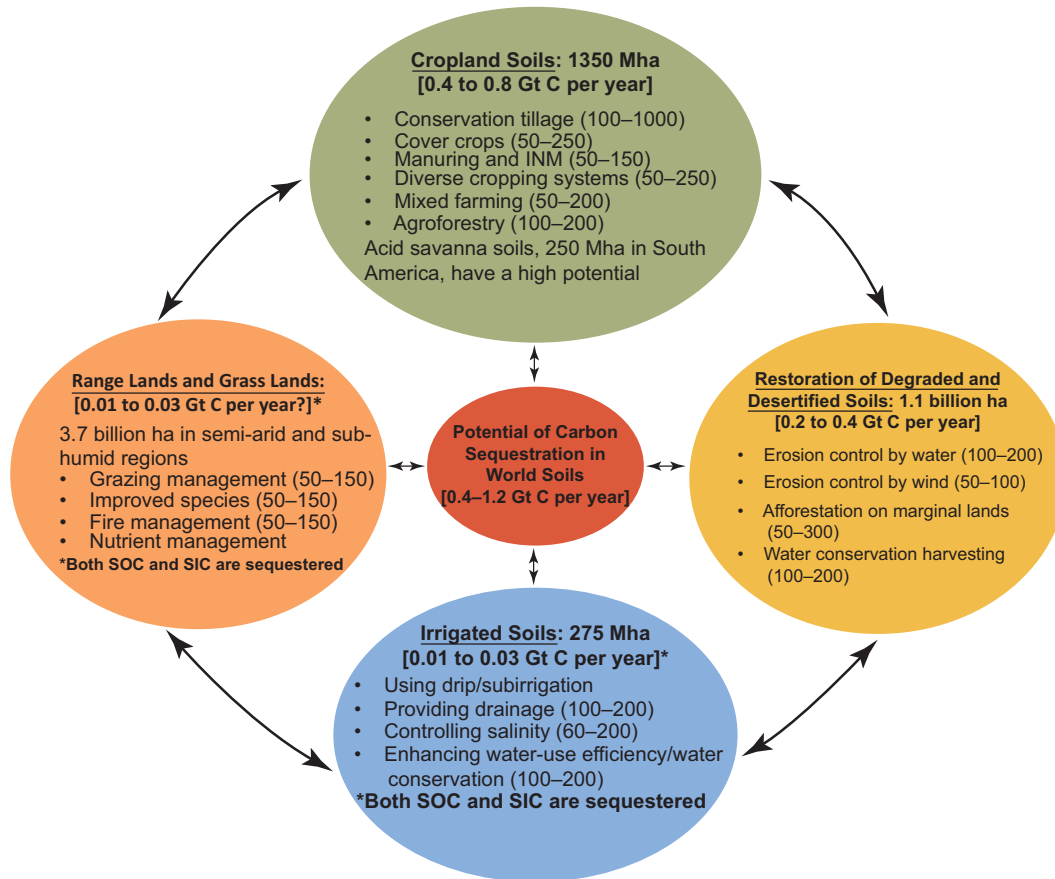 Cropland Soils: 1350 Mha
[0.4 to 0.8 Gt C per year]
• Conservation tillage (100–1000)
• Cover crops (50–250)
• Manuring and INM (50–150)
• Diverse cropping systems (50–250)
• Mixed farming (50–200)
• Agroforestry (100–200)
Acid savanna soils, 250 Mha in South
America, have a high potential
Range Lands and Grass Lands:
[0.01 to 0.03 Gt C per year?]*
3.7 billion ha in semi-arid and sub-
humid regions
• Grazing management (50–150)
• Improved species (50–150)
• Fire management (50–150)
• Nutrient management
*Both SOC and SIC are sequestered
Potential of Carbon
Sequestration in
World Soils
[0.4–1.2 Gt C per year]
Restoration of Degraded and
Desertified Soils: 1.1 billion ha
[0.2 to 0.4 Gt C per year]
• Erosion control by water (100–200)
• Erosion control by wind (50–100)
• Afforestation on marginal lands
(50–300)
• Water conservation harvesting
(100–200)
Irrigated Soils: 275 Mha
[0.01 to 0.03 Gt C per year]*
• Using drip/subirrigation
• Providing drainage (100–200)
• Controlling salinity (60–200)
• Enhancing water-use efficiency/water
conservation (100–200)
*Both SOC and SIC are sequestered